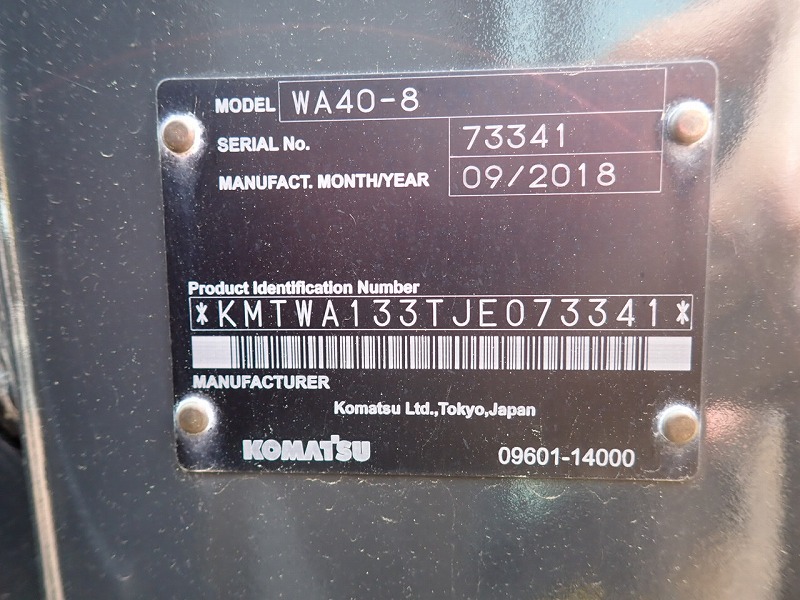 MODEL WA40-8
SERIAL No. 73341
MANUFACT. MONTH/YEAR 09/2018
Product Identification Number
*KMTWA133TJE073341*
MANUFACTURER
Komatsu Ltd.,Tokyo,Japan
KOMATSU 09601-14000